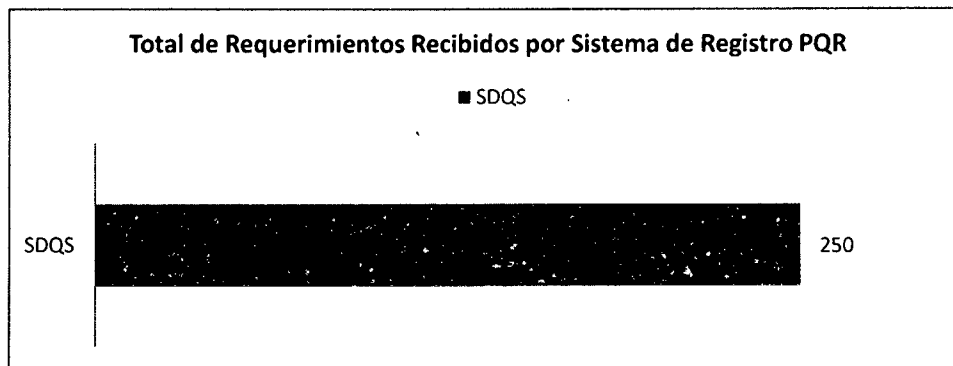 Total de Requerimientos Recibidos por Sistema de Registro PQR
SDQS
SDQS
250